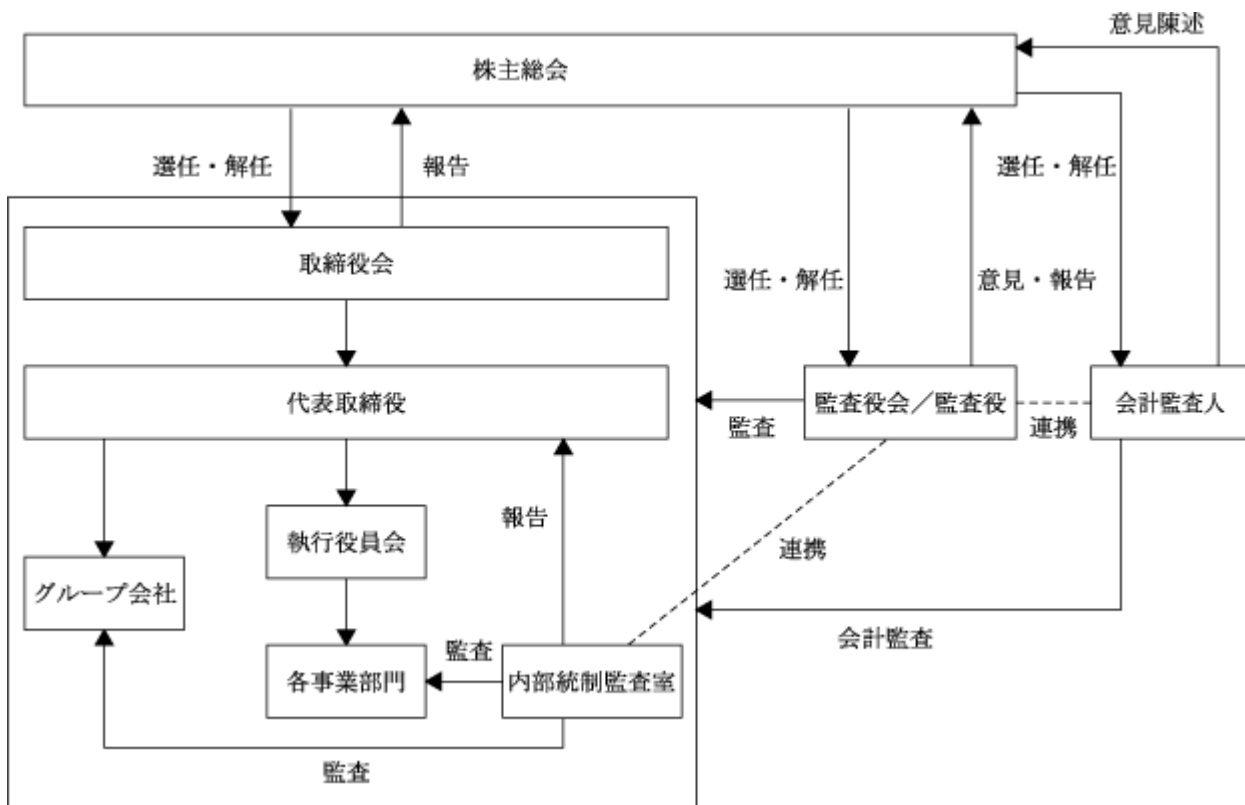 意見陳述
株主総会
選任・解任
報告
選任・解任
取締役会
選任・解任
意見・報告
代表取締役
監査役会／監査役
会計監査人
監査
連携
報告
執行役員会
連携
グループ会社
会計監査
監査
各事業部門
内部統制監査室
監査